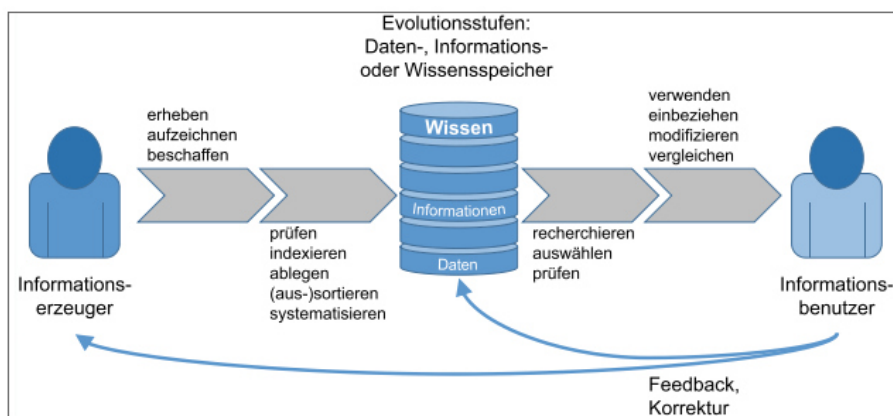 Evolutionsstufen:
Daten-, Informations-
oder Wissensspeicher
erheben
aufzeichnen
beschaffen
Wissen
Informationen
Daten
verwenden
einbeziehen
modifizieren
vergleichen
prüfen
indexieren
ablegen
(aus-)sortieren
systematisieren
recherchieren
auswählen
prüfen
Informations-
erzeuger
Informations-
benutzer
Feedback,
Korrektur